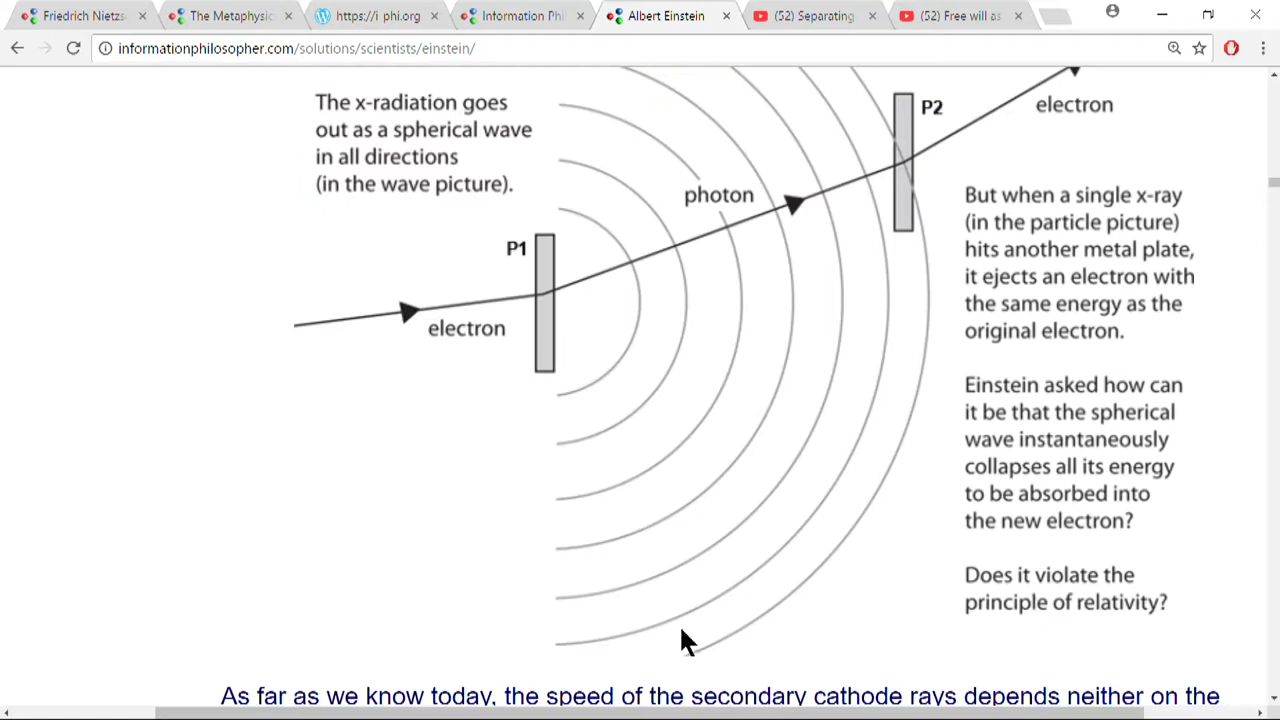 Friedrich Nietzs
The Metaphysic
https://i phi.org
Information Phil
Albert Einstein
(52) Separating
(52) Free will as
informationphilosopher.com/solutions/scientists/einstein/
The x-radiation goes
out as a spherical wave
in all directions
(in the wave picture).
P1
electron
photon
P2
electron
But when a single x-ray
(in the particle picture)
hits another metal plate,
it ejects an electron with
the same energy as the
original electron.
Einstein asked how can
it be that the spherical
wave instantaneously
collapses all its energy
to be absorbed into
the new electron?
Does it violate the
principle of relativity?
As far as we know today, the speed of the secondary cathode rays depends neither on the